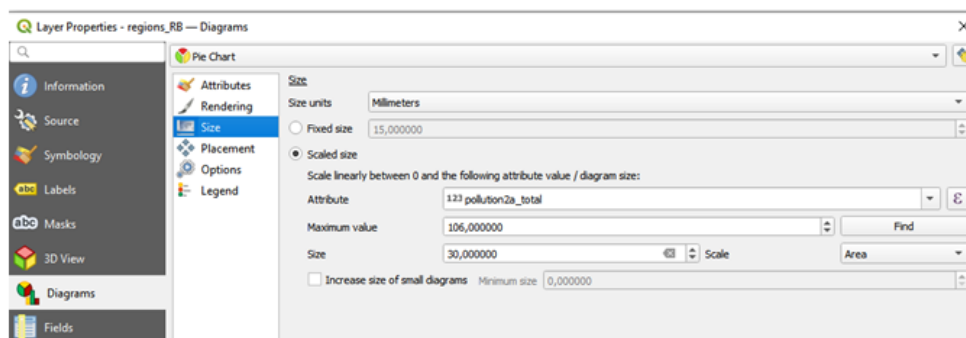 Layer Properties - regions_RB — Diagrams
Pie Chart
Information
Source
Symbology
abc Labels
abc Masks
3D View
Diagrams
Fields
Attributes
Rendering
Size
Placement
Options
Legend
Size
Size units Millimeters
Fixed size 15,000000
Scaled size
Scale linearly between 0 and the following attribute value / diagram size:
Attribute 123 pollution2a_total ε
Maximum value 106,000000 Find
Size 30,000000 Scale Area
Increase size of small diagrams Minimum size 0,000000